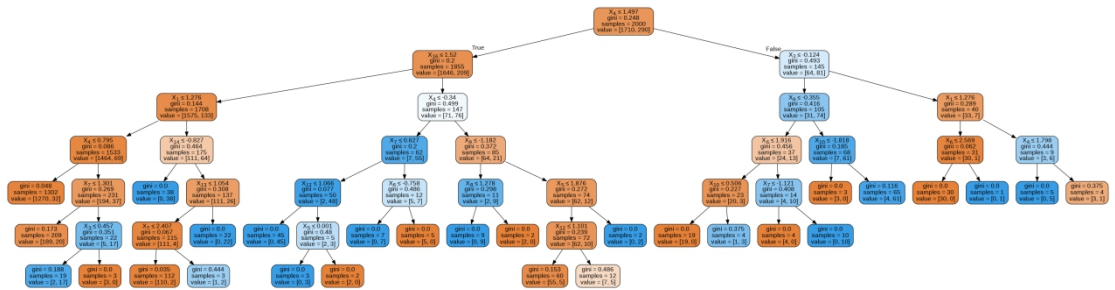 X₄ ≤ 1.497
gini = 0.248
samples = 2000
value = [1710, 290]
True
False
gini = 0.2
samples = 1855
value = [1646, 209]
X₂ ≤ -0.124
gini = 0.493
samples = 145
value = [64, 81]
X₁ ≤ 1.276
gini = 0.144
samples = 1708
value = [1575, 133]
X₄ ≤ -0.34
gini = 0.499
samples = 147
value = [71, 76]
gini = 0.416
samples = 105
value = [31, 74]
X₁ ≤ 1.276
gini = 0.289
samples = 40
value = [33, 7]
gini = 0.086
samples = 1533
value = [1464, 69]
X₁₄ ≤ -0.827
gini = 0.464
samples = 175
value = [111, 64]
X₇ ≤ 0.627
gini = 0.2
samples = 62
value = [7, 55]
gini = 0.372
samples = 85
value = [64, 21]
gini = 0.456
samples = 37
value = [24, 13]
gini = 0.185
samples = 68
value = [7, 61]
gini = 0.062
samples = 31
value = [30, 1]
gini = 0.444
samples = 9
value = [3, 6]
gini = 0.048
samples = 1302
value = [1270, 32]
gini = 0.269
samples = 231
value = [194, 37]
gini = 0.0
samples = 38
value = [0, 38]
gini = 0.308
samples = 137
value = [111, 26]
gini = 0.077
samples = 50
value = [2, 48]
gini = 0.486
samples = 12
value = [5, 7]
gini = 0.298
samples = 11
value = [2, 9]
gini = 0.272
samples = 74
value = [62, 12]
gini = 0.227
samples = 23
value = [20, 3]
gini = 0.408
samples = 14
value = [4, 10]
gini = 0.0
samples = 3
value = [3, 0]
gini = 0.116
samples = 65
value = [4, 61]
gini = 0.0
samples = 30
value = [30, 0]
gini = 0.0
samples = 1
value = [0, 1]
gini = 0.0
samples = 5
value = [0, 5]
gini = 0.375
samples = 4
value = [3, 1]
gini = 0.173
samples = 209
value = [189, 20]
gini = 0.351
samples = 22
value = [5, 17]
gini = 0.067
samples = 115
value = [111, 4]
gini = 0.0
samples = 22
value = [0, 22]
gini = 0.0
samples = 45
value = [0, 45]
gini = 0.48
samples = 5
value = [2, 3]
gini = 0.0
samples = 7
value = [0, 7]
gini = 0.0
samples = 5
value = [5, 0]
gini = 0.0
samples = 9
value = [0, 9]
gini = 0.0
samples = 2
value = [2, 0]
gini = 0.239
samples = 72
value = [62, 10]
gini = 0.0
samples = 2
value = [0, 2]
gini = 0.0
samples = 19
value = [19, 0]
gini = 0.375
samples = 4
value = [1, 3]
gini = 0.0
samples = 4
value = [4, 0]
gini = 0.0
samples = 10
value = [0, 10]
gini = 0.188
samples = 19
value = [2, 17]
gini = 0.0
samples = 3
value = [3, 0]
gini = 0.035
samples = 112
value = [110, 2]
gini = 0.444
samples = 3
value = [1, 2]
gini = 0.0
samples = 3
value = [0, 3]
gini = 0.0
samples = 2
value = [2, 0]
gini = 0.153
samples = 60
value = [55, 5]
gini = 0.486
samples = 12
value = [7, 5]